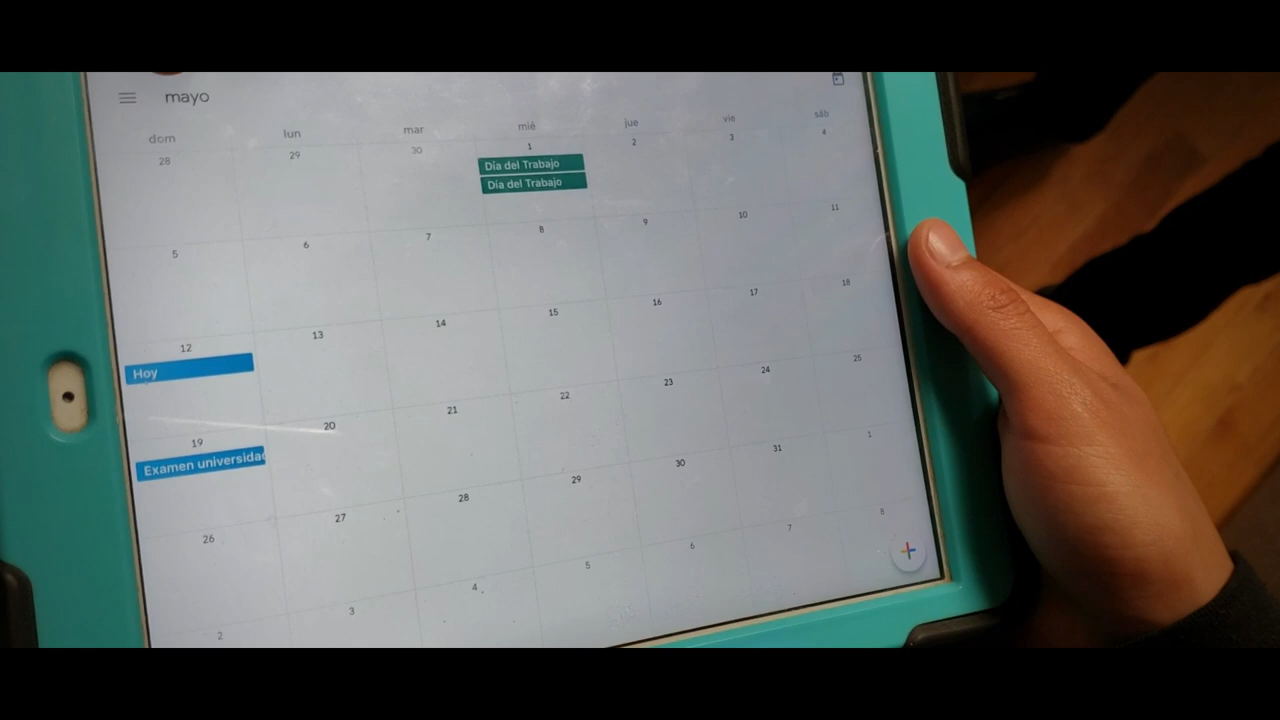 mayo
dom lun mar mié jue vie sáb
28 29 30 1 2 3 4
Día del Trabajo
Día del Trabajo
5 6 7 8 9 10 11
12 13 14 15 16 17 18
Hoy
19 20 21 22 23 24 25
Examen universidad
26 27 28 29 30 31 1
2 3 4 5 6 7 8